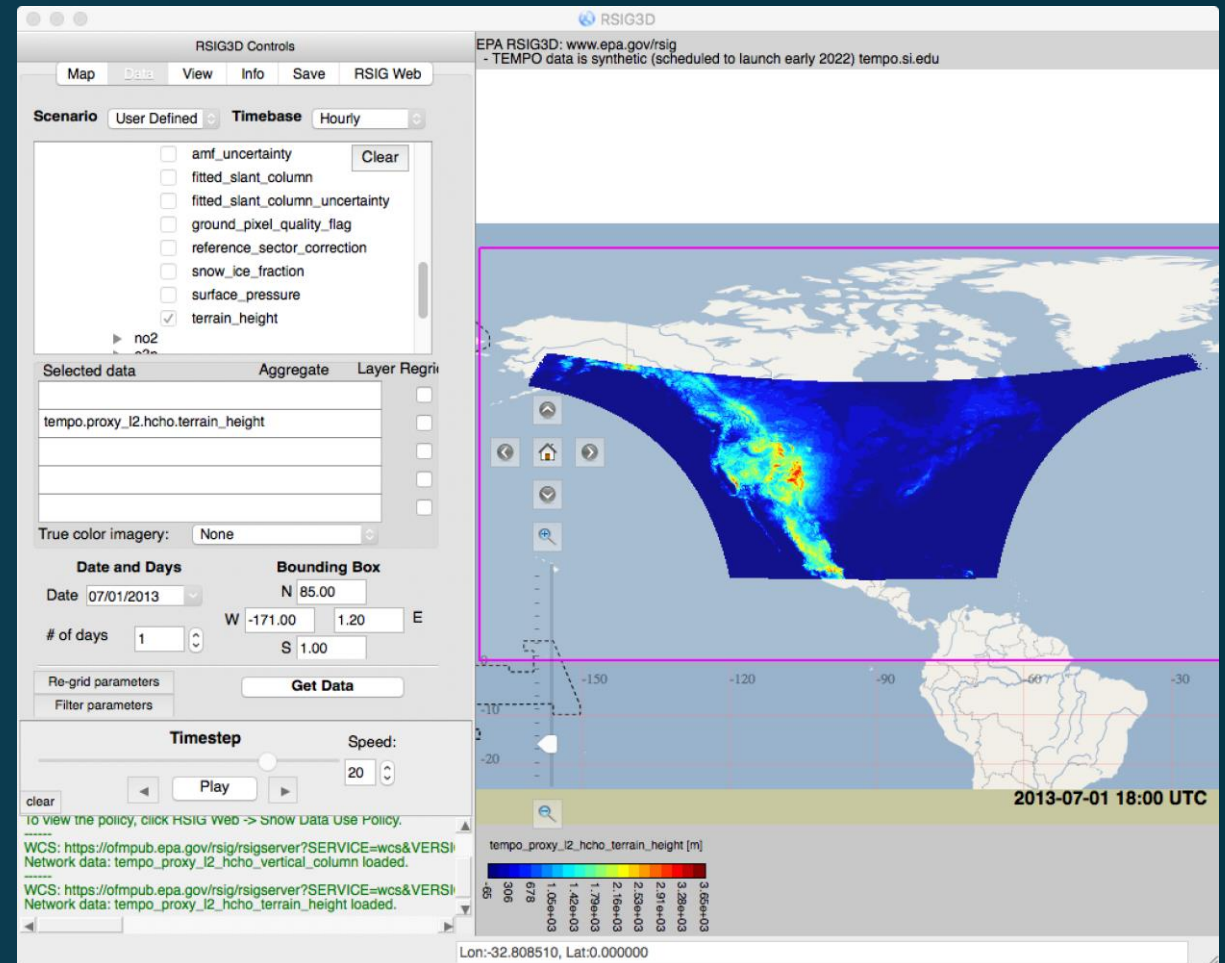 RSIG3D
RSIG3D Controls
Map Data View Info Save RSIG Web
Scenario User Defined Timebase Hourly
amf_uncertainty
Clear
fitted_slant_column
fitted_slant_column_uncertainty
ground_pixel_quality_flag
reference_sector_correction
snow_ice_fraction
surface_pressure
terrain_height
no2
Selected data Aggregate Layer Regri
tempo.proxy_l2.hcho.terrain_height
True color imagery: None
Date and Days Bounding Box
Date 07/01/2013
N 85.00
W -171.00 1.20 E
# of days 1
S 1.00
Re-grid parameters
Get Data
Filter parameters
Timestep
Speed:
20
Play
clear
To view the policy, click RSIG Web -> Show Data Use Policy.
------
WCS: https://ofmpub.epa.gov/rsig/rsigserver?SERVICE=wcs&VERSI
Network data: tempo_proxy_l2_hcho_vertical_column loaded.
------
WCS: https://ofmpub.epa.gov/rsig/rsigserver?SERVICE=wcs&VERSI
Network data: tempo_proxy_l2_hcho_terrain_height loaded.
EPA RSIG3D: www.epa.gov/rsig
- TEMPO data is synthetic (scheduled to launch early 2022) tempo.si.edu
0
-150 -120 -90 -60 -30
-10
-20
2013-07-01 18:00 UTC
tempo_proxy_l2_hcho_terrain_height [m]
-65 306 678 1.05e+03 1.42e+03 1.79e+03 2.16e+03 2.53e+03 2.91e+03 3.28e+03 3.65e+03
Lon:-32.808510, Lat:0.000000